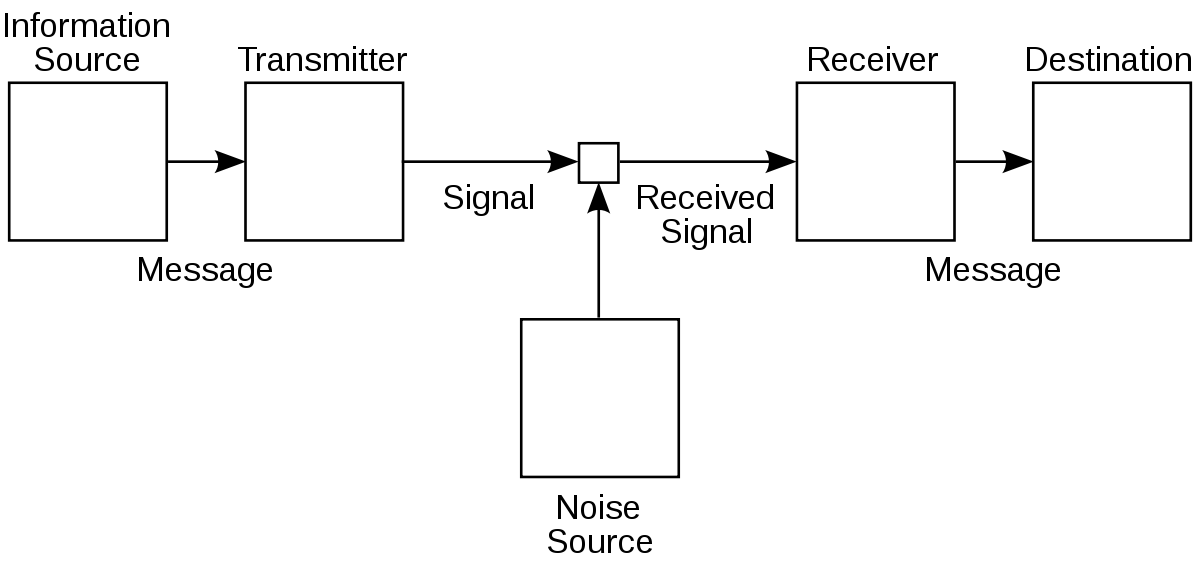 Information
Source
Transmitter
Receiver
Destination
Signal
Received
Signal
Message
Message
Noise
Source